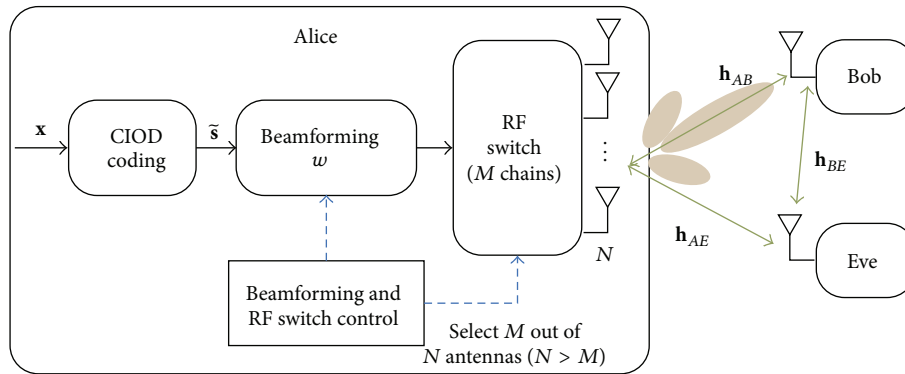 Alice
x
CIOD
coding
s̃
Beamforming
w
RF
switch
(M chains)
⋮
N
Beamforming and
RF switch control
Select M out of
N antennas (N > M)
h_AB
h_BE
h_AE
Bob
Eve